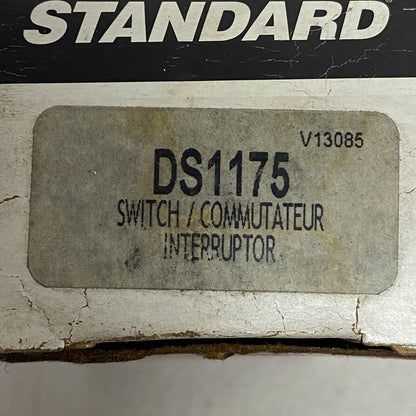 STANDARD
V13085
DS1175
SWITCH / COMMUTATEUR
INTERRUPTOR